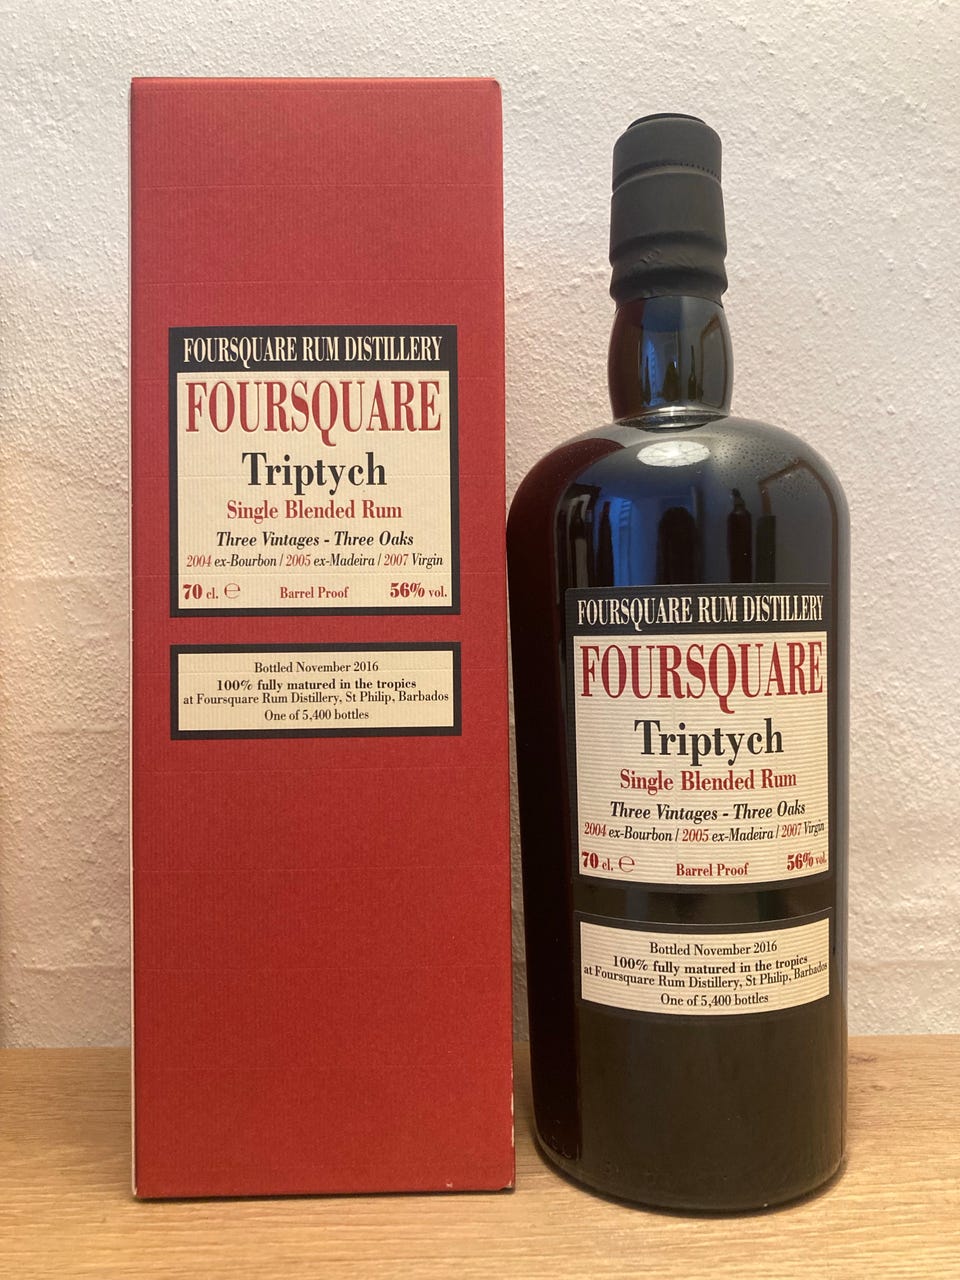 FOURSQUARE RUM DISTILLERY
FOURSQUARE
Triptych
Single Blended Rum
Three Vintages - Three Oaks
2004 ex-Bourbon / 2005 ex-Madeira / 2007 Virgin
70 cl. ℮ Barrel Proof 56% vol.
Bottled November 2016
100% fully matured in the tropics
at Foursquare Rum Distillery, St Philip, Barbados
One of 5,400 bottles
FOURSQUARE RUM DISTILLERY
FOURSQUARE
Triptych
Single Blended Rum
Three Vintages - Three Oaks
2004 ex-Bourbon / 2005 ex-Madeira / 2007 Virgin
70 cl. ℮ Barrel Proof 56% vol.
Bottled November 2016
100% fully matured in the tropics
at Foursquare Rum Distillery, St Philip, Barbados
One of 5,400 bottles